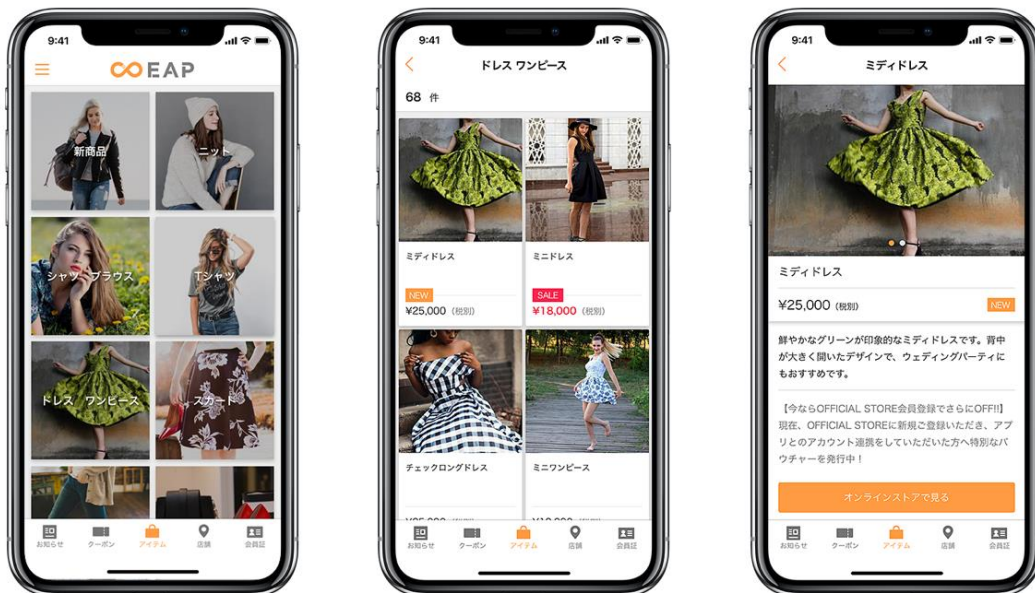 9:41
EAP
新商品
ニット
シャツ ブラウス
Tシャツ
ドレス ワンピース
スカート
お知らせ
クーポン
アイテム
店舗
会員証
9:41
ドレス ワンピース
68 件
ミディドレス
ミニドレス
NEW
SALE
¥25,000（税別）
¥18,000（税別）
チェックロングドレス
ミニワンピース
お知らせ
クーポン
アイテム
店舗
会員証
9:41
ミディドレス
ミディドレス
¥25,000（税別）
NEW
鮮やかなグリーンが印象的なミディドレスです。背中
が大きく開いたデザインで、ウェディングパーティに
もおすすめです。
【今ならOFFICIAL STORE会員登録でさらにOFF!!】
現在、OFFICIAL STOREに新規ご登録いただき、アプ
リとのアカウント連携をしていただいた方へ特別なバ
ウチャーを発行中！
オンラインストアで見る
お知らせ
クーポン
アイテム
店舗
会員証